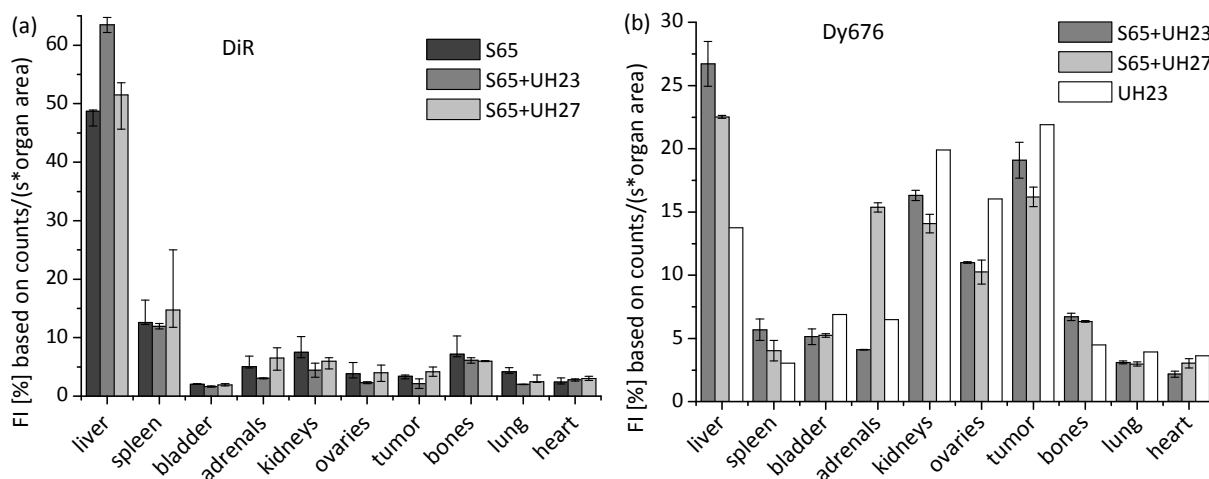 (a)
DiR
S65
S65+UH23
S65+UH27
FI [%] based on counts/(s*organ area)
60
50
40
30
20
10
0
liver
spleen
bladder
adrenals
kidneys
ovaries
tumor
bones
lung
heart
(b)
Dy676
S65+UH23
S65+UH27
UH23
FI [%] based on counts/(s*organ area)
30
25
20
15
10
5
0
liver
spleen
bladder
adrenals
kidneys
ovaries
tumor
bones
lung
heart